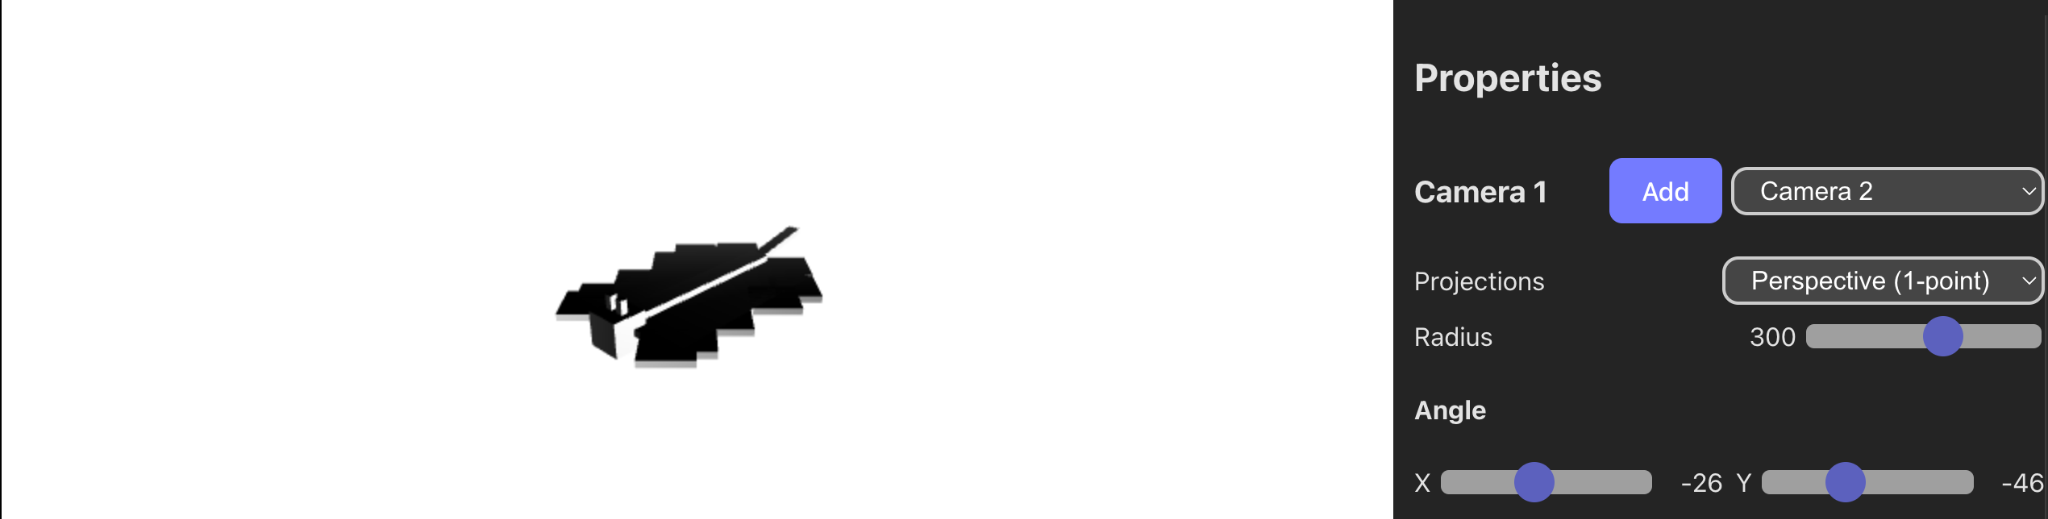 Properties
Camera 1 Add Camera 2
Projections Perspective (1-point)
Radius 300
Angle
X -26 Y -46